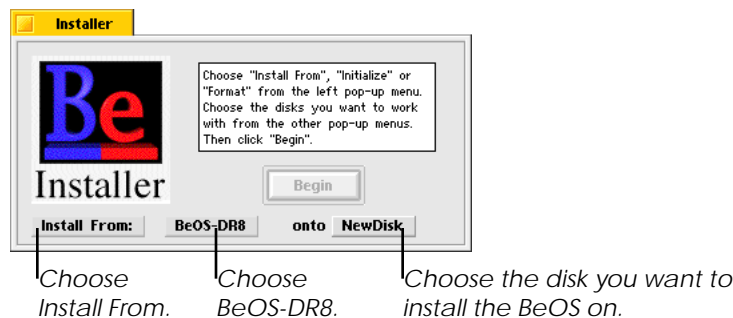 Installer
Be
Choose "Install From", "Initialize" or
"Format" from the left pop-up menu.
Choose the disks you want to work
with from the other pop-up menus.
Then click "Begin".
Installer
Begin
Install From: BeOS-DR8 onto NewDisk
Choose Choose Choose the disk you want to
Install From. BeOS-DR8. install the BeOS on.